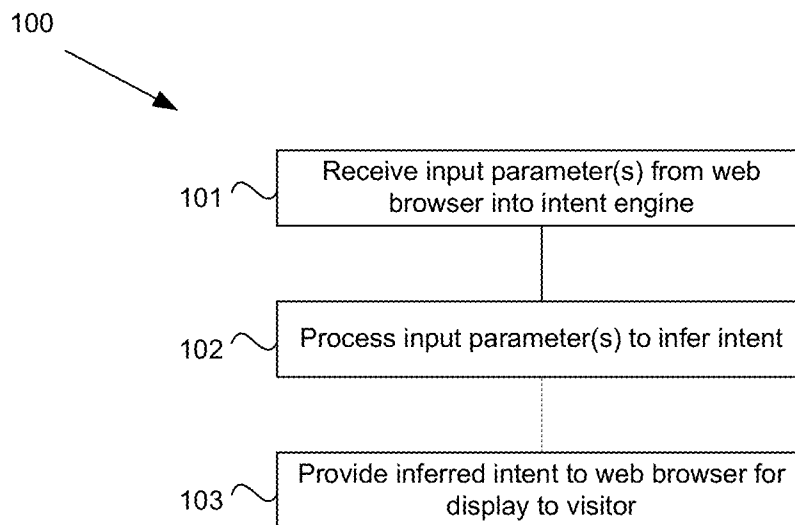 100
101
Receive input parameter(s) from web
browser into intent engine
102
Process input parameter(s) to infer intent
103
Provide inferred intent to web browser for
display to visitor